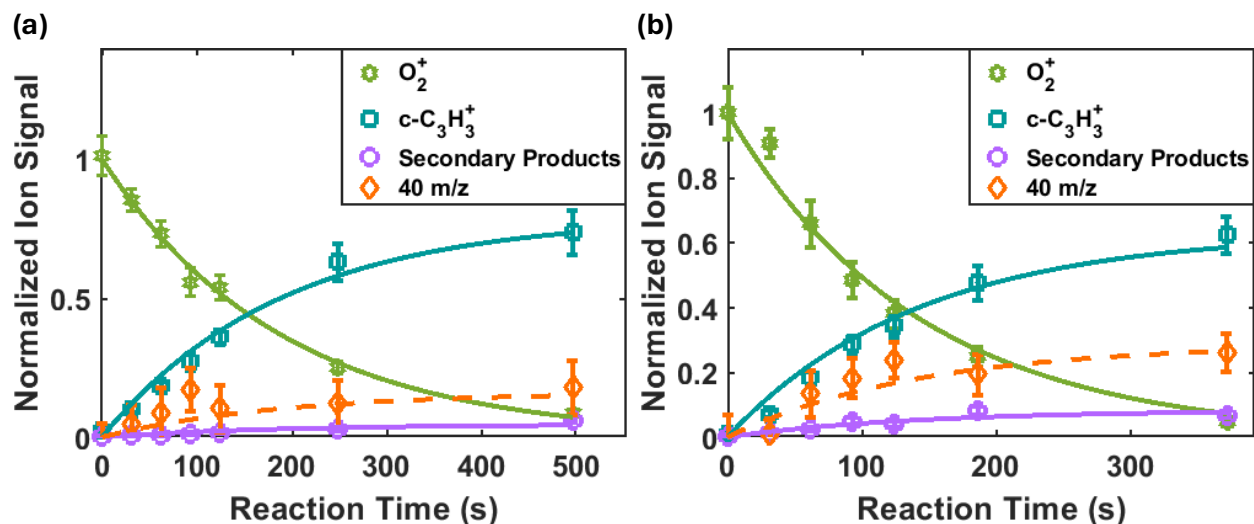 (a)
Normalized Ion Signal
1
0.5
0
0 100 200 300 400 500
Reaction Time (s)
O₂⁺
c-C₃H₃⁺
Secondary Products
40 m/z
(b)
Normalized Ion Signal
1
0.8
0.6
0.4
0.2
0
0 100 200 300
Reaction Time (s)
O₂⁺
c-C₃H₃⁺
Secondary Products
40 m/z